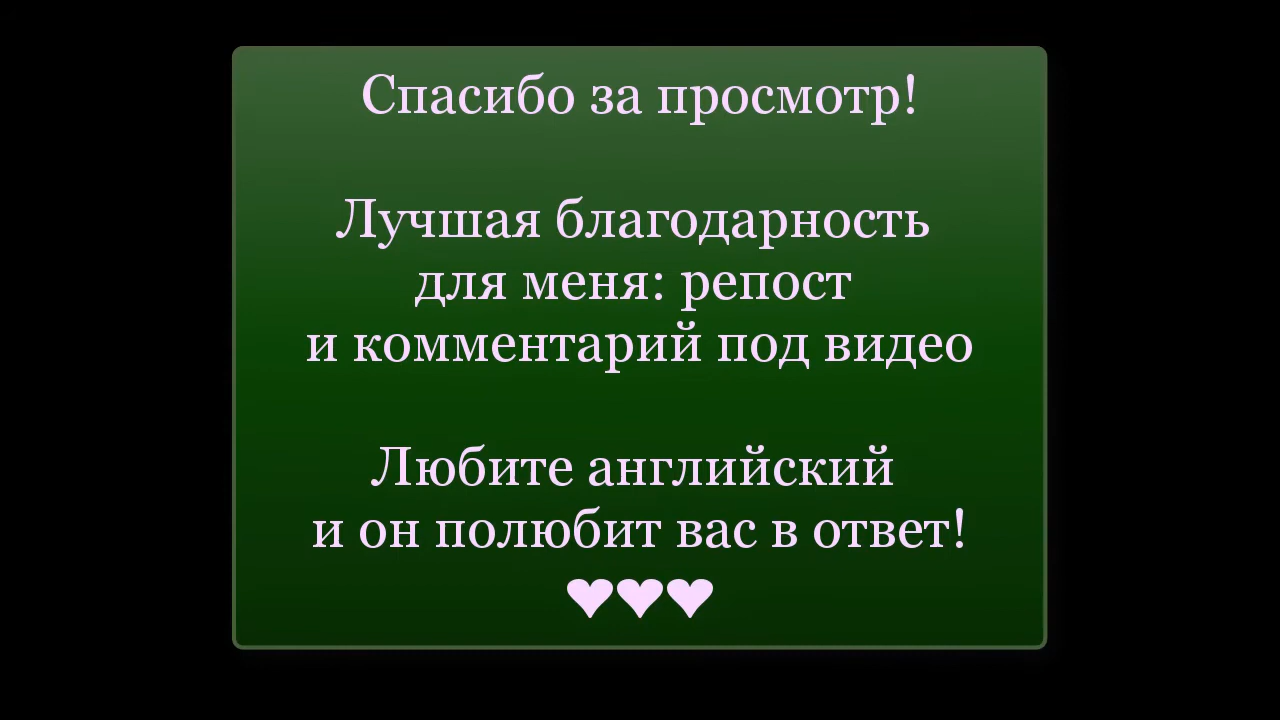 Спасибо за просмотр!
Лучшая благодарность
для меня: репост
и комментарий под видео
Любите английский
и он полюбит вас в ответ!
❤❤❤